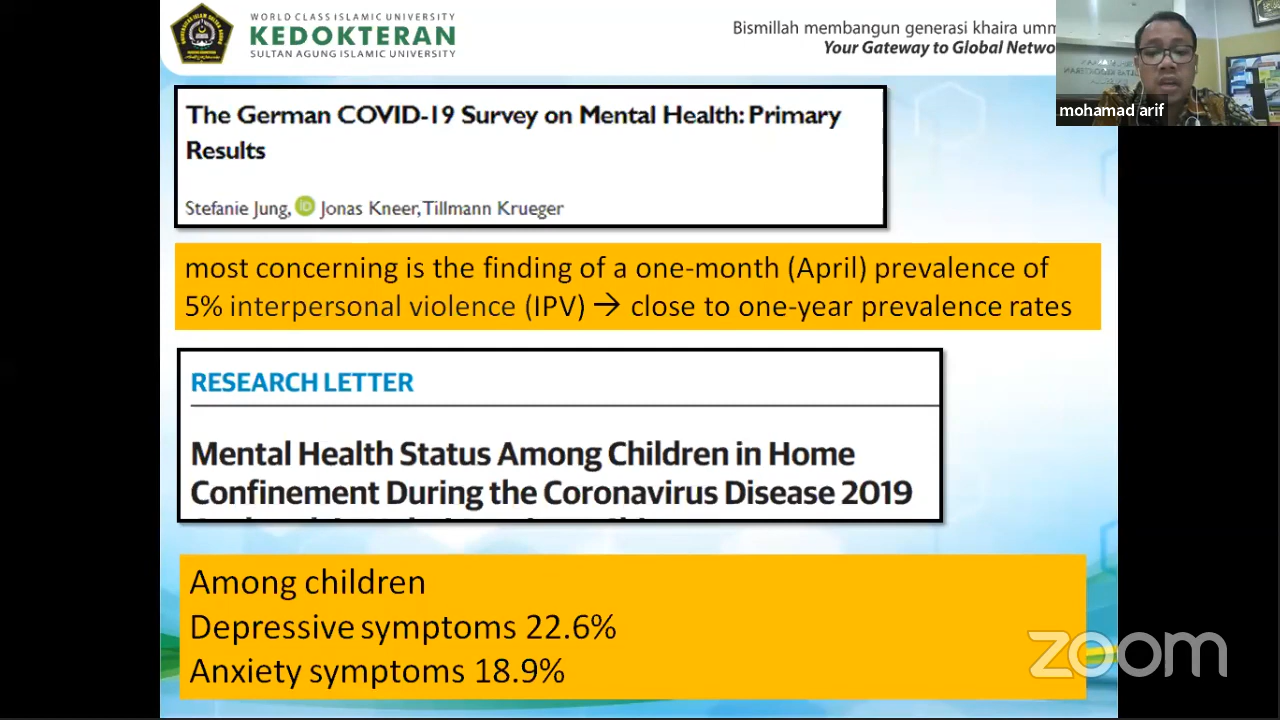 WORLD CLASS ISLAMIC UNIVERSITY
KEDOKTERAN
SULTAN AGUNG ISLAMIC UNIVERSITY
Bismillah membangun generasi khaira umm
Your Gateway to Global Netwo
mohamad arif
The German COVID-19 Survey on Mental Health: Primary
Results
Stefanie Jung, iD Jonas Kneer, Tillmann Krueger
most concerning is the finding of a one-month (April) prevalence of
5% interpersonal violence (IPV) → close to one-year prevalence rates
RESEARCH LETTER
Mental Health Status Among Children in Home
Confinement During the Coronavirus Disease 2019
Among children
Depressive symptoms 22.6%
Anxiety symptoms 18.9%
zoom